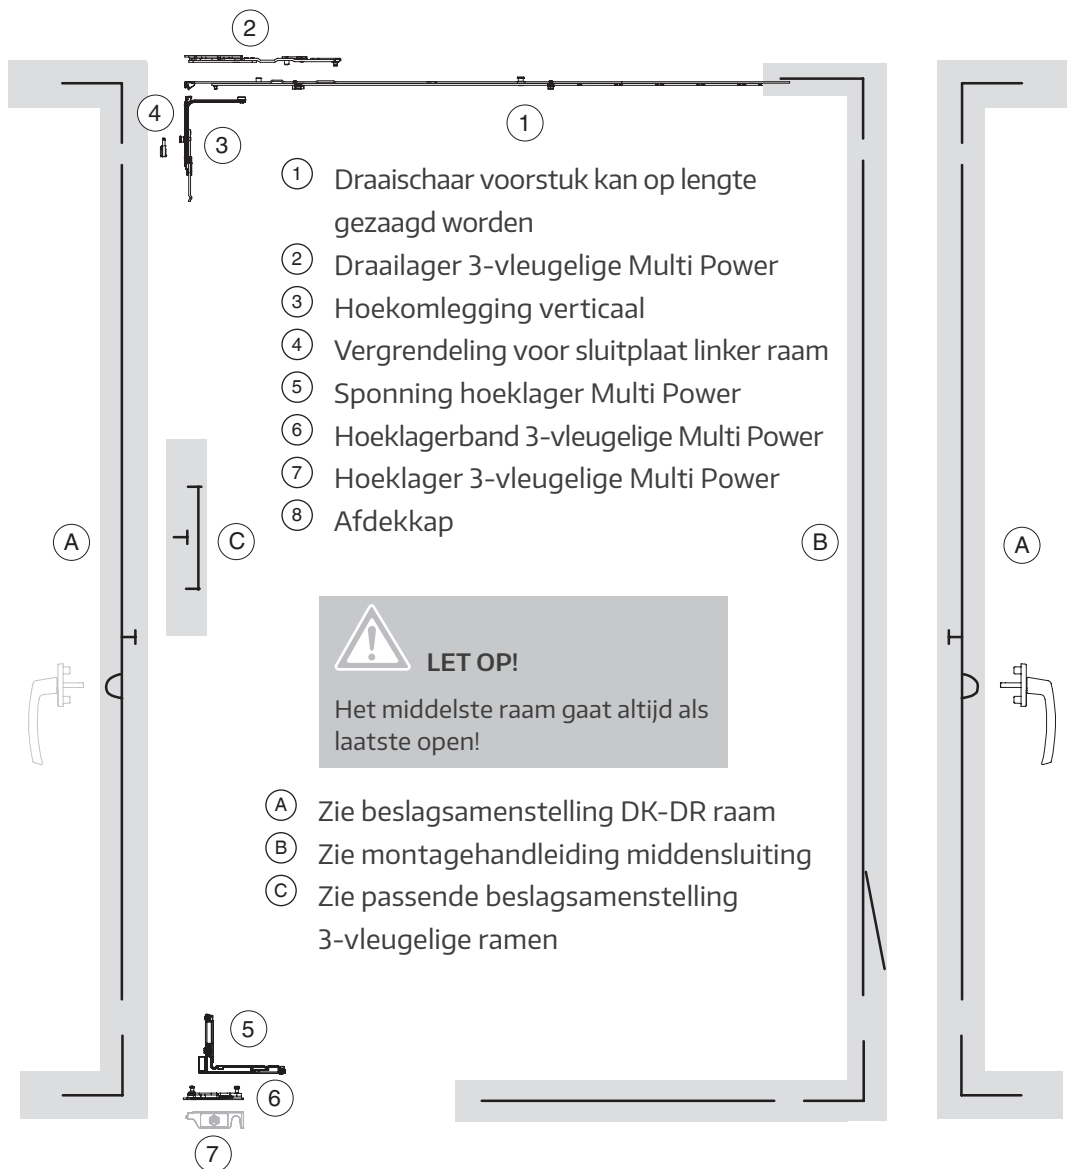 2
4
3
1
1 Draaischaar voorstuk kan op lengte
gezaagd worden
2 Draailager 3-vleugelige Multi Power
3 Hoekomlegging verticaal
4 Vergrendeling voor sluitplaat linker raam
5 Sponning hoeklager Multi Power
6 Hoeklagerband 3-vleugelige Multi Power
7 Hoeklager 3-vleugelige Multi Power
8 Afdekkap
A
C
B
A
LET OP!
Het middelste raam gaat altijd als
laatste open!
A Zie beslagsamenstelling DK-DR raam
B Zie montagehandleiding middensluiting
C Zie passende beslagsamenstelling
3-vleugelige ramen
5
6
7